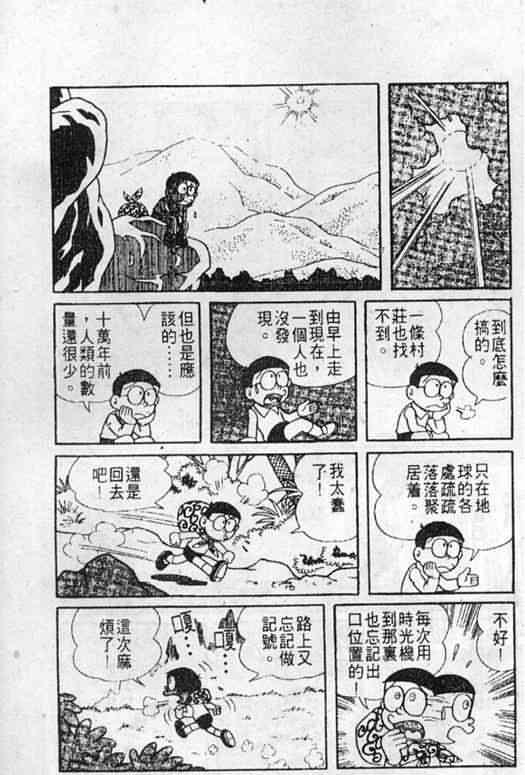 到底怎麼
搞的。
一條村
莊也找
不到。
由早上走
到現在，
一個人也
沒發
現。
但也是應
該的……
十萬年前
，人類的數
量還很少。
只在地
球的各
處疏疏
落落聚
居着。
我太蠢
了！
還是
回去
吧！
不好！
每次用
時光機
到那裏
也忘記出
口位置的！
路上又
忘記做
記號。
嗄…
嗄…
這次麻
煩了！